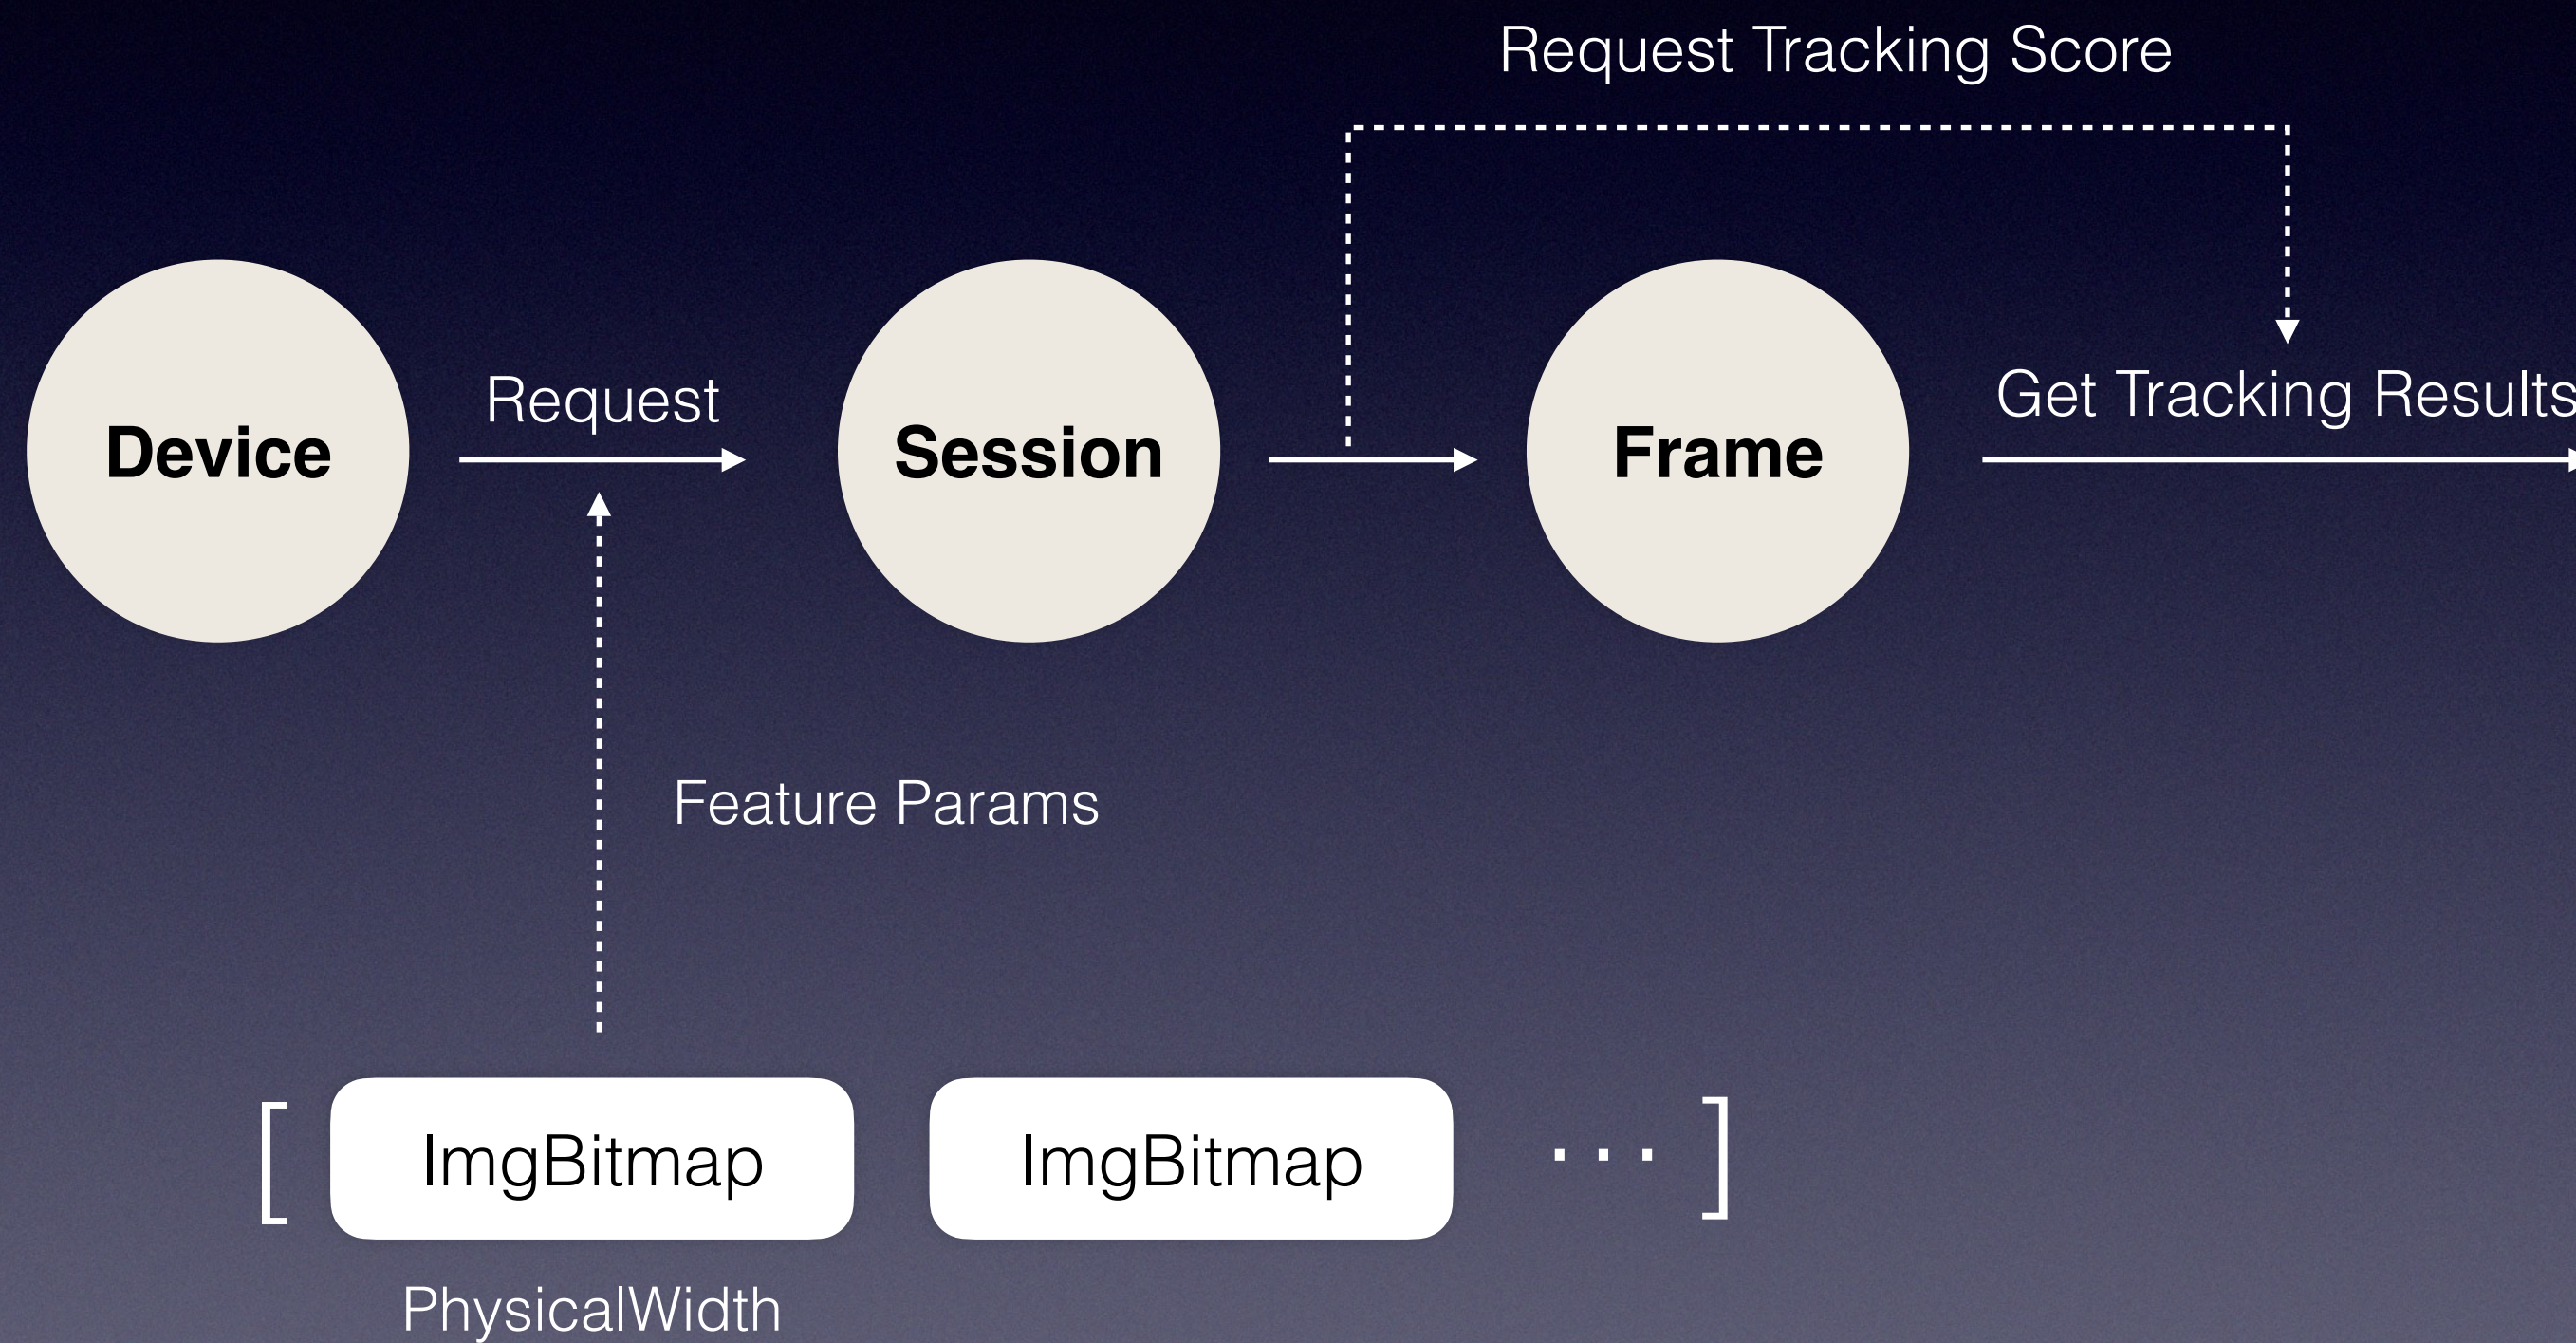 Request Tracking Score
Device
Request
Session
Frame
Get Tracking Results
Feature Params
[ ImgBitmap ImgBitmap ... ]
PhysicalWidth